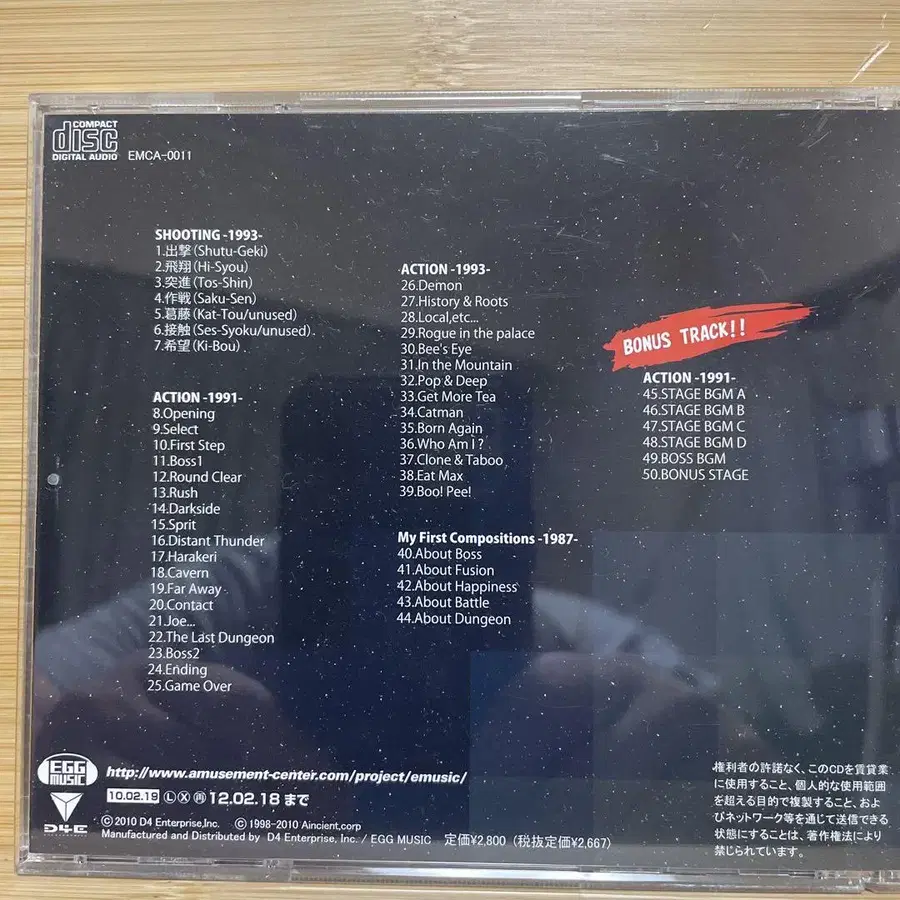 COMPACT
disc
DIGITAL AUDIO
EMCA-0011
SHOOTING -1993-
1.出撃(Shutu-Geki)
2.飛翔(Hi-Syou)
3.突進(Tos-Shin)
4.作戦(Saku-Sen)
5.葛藤(Kat-Tou/unused)
6.接触(Ses-Syoku/unused).
7.希望(Ki-Bou)
ACTION -1991-
8.Opening
9.Select
10.First Step
11.Boss1
12.Round Clear
13.Rush
14.Darkside
15.Sprit
16.Distant Thunder
17.Harakeri
18.Cavern
19.Far Away
20.Contact
21.Joe...
22.The Last Dungeon
23.Boss2
24.Ending
25.Game Over
ACTION -1993-
26.Demon
27.History & Roots
28.Local,etc...
29.Rogue in the palace
30.Bee's Eye
31.In the Mountain
32.Pop & Deep
33.Get More Tea
34.Catman
35.Born Again
36.Who Am I ?
37.Clone & Taboo
38.Eat Max
39.Boo! Pee!
My First Compositions -1987-
40.About Boss
41.About Fusion
42.About Happiness
43.About Battle
44.About Dungeon
BONUS TRACK!!
ACTION -1991-
45.STAGE BGM A
46.STAGE BGM B
47.STAGE BGM C
48.STAGE BGM D
49.BOSS BGM
50.BONUS STAGE
EGG
MUSIC
http://www.amusement-center.com/project/emusic/
D4E
10.02.19 Ⓛ Ⓧ ㊞ 12.02.18 まで
Ⓒ 2010 D4 Enterprise,Inc. Ⓒ 1998-2010 Aincient,corp
Manufactured and Distributed by D4 Enterprise, Inc. / EGG MUSIC 定価¥2,800 (税抜定価¥2,667)
権利者の許諾なく、このCDを賃貸業
に使用すること、個人的な使用範囲
を超える目的で複製すること、およ
びネットワーク等を通じて送信できる
状態にすることは、著作権法により
禁じられています。